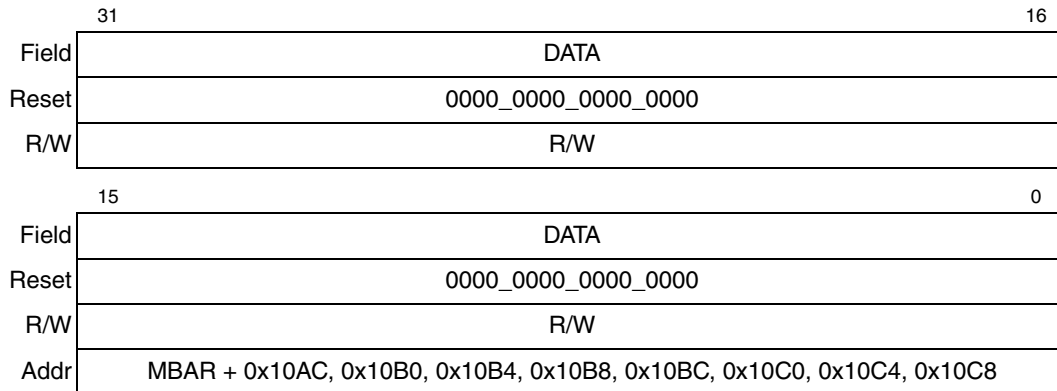 31 16
Field DATA
Reset 0000_0000_0000_0000
R/W R/W
15 0
Field DATA
Reset 0000_0000_0000_0000
R/W R/W
Addr MBAR + 0x10AC, 0x10B0, 0x10B4, 0x10B8, 0x10BC, 0x10C0, 0x10C4, 0x10C8